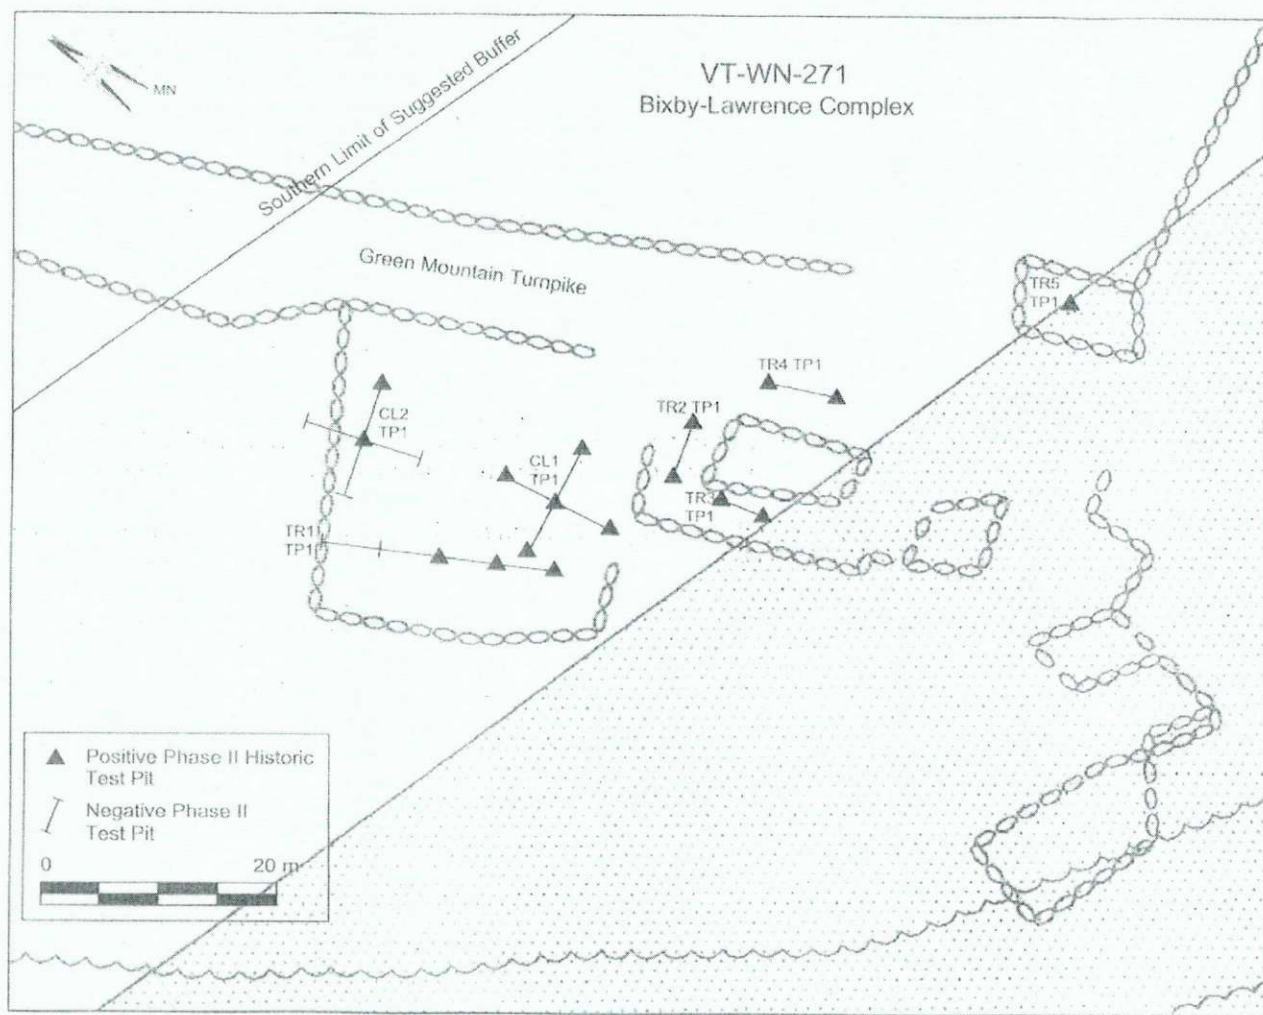 VT-WN-271
Bixby-Lawrence Complex
MN
Southern Limit of Suggested Buffer
Green Mountain Turnpike
TR5
TP1
TR4 TP1
TR2 TP1
CL2
TP1
CL1
TP1
TR3
TP1
TR1
TP1
Positive Phase II Historic
Test Pit
Negative Phase II
Test Pit
0 20 m